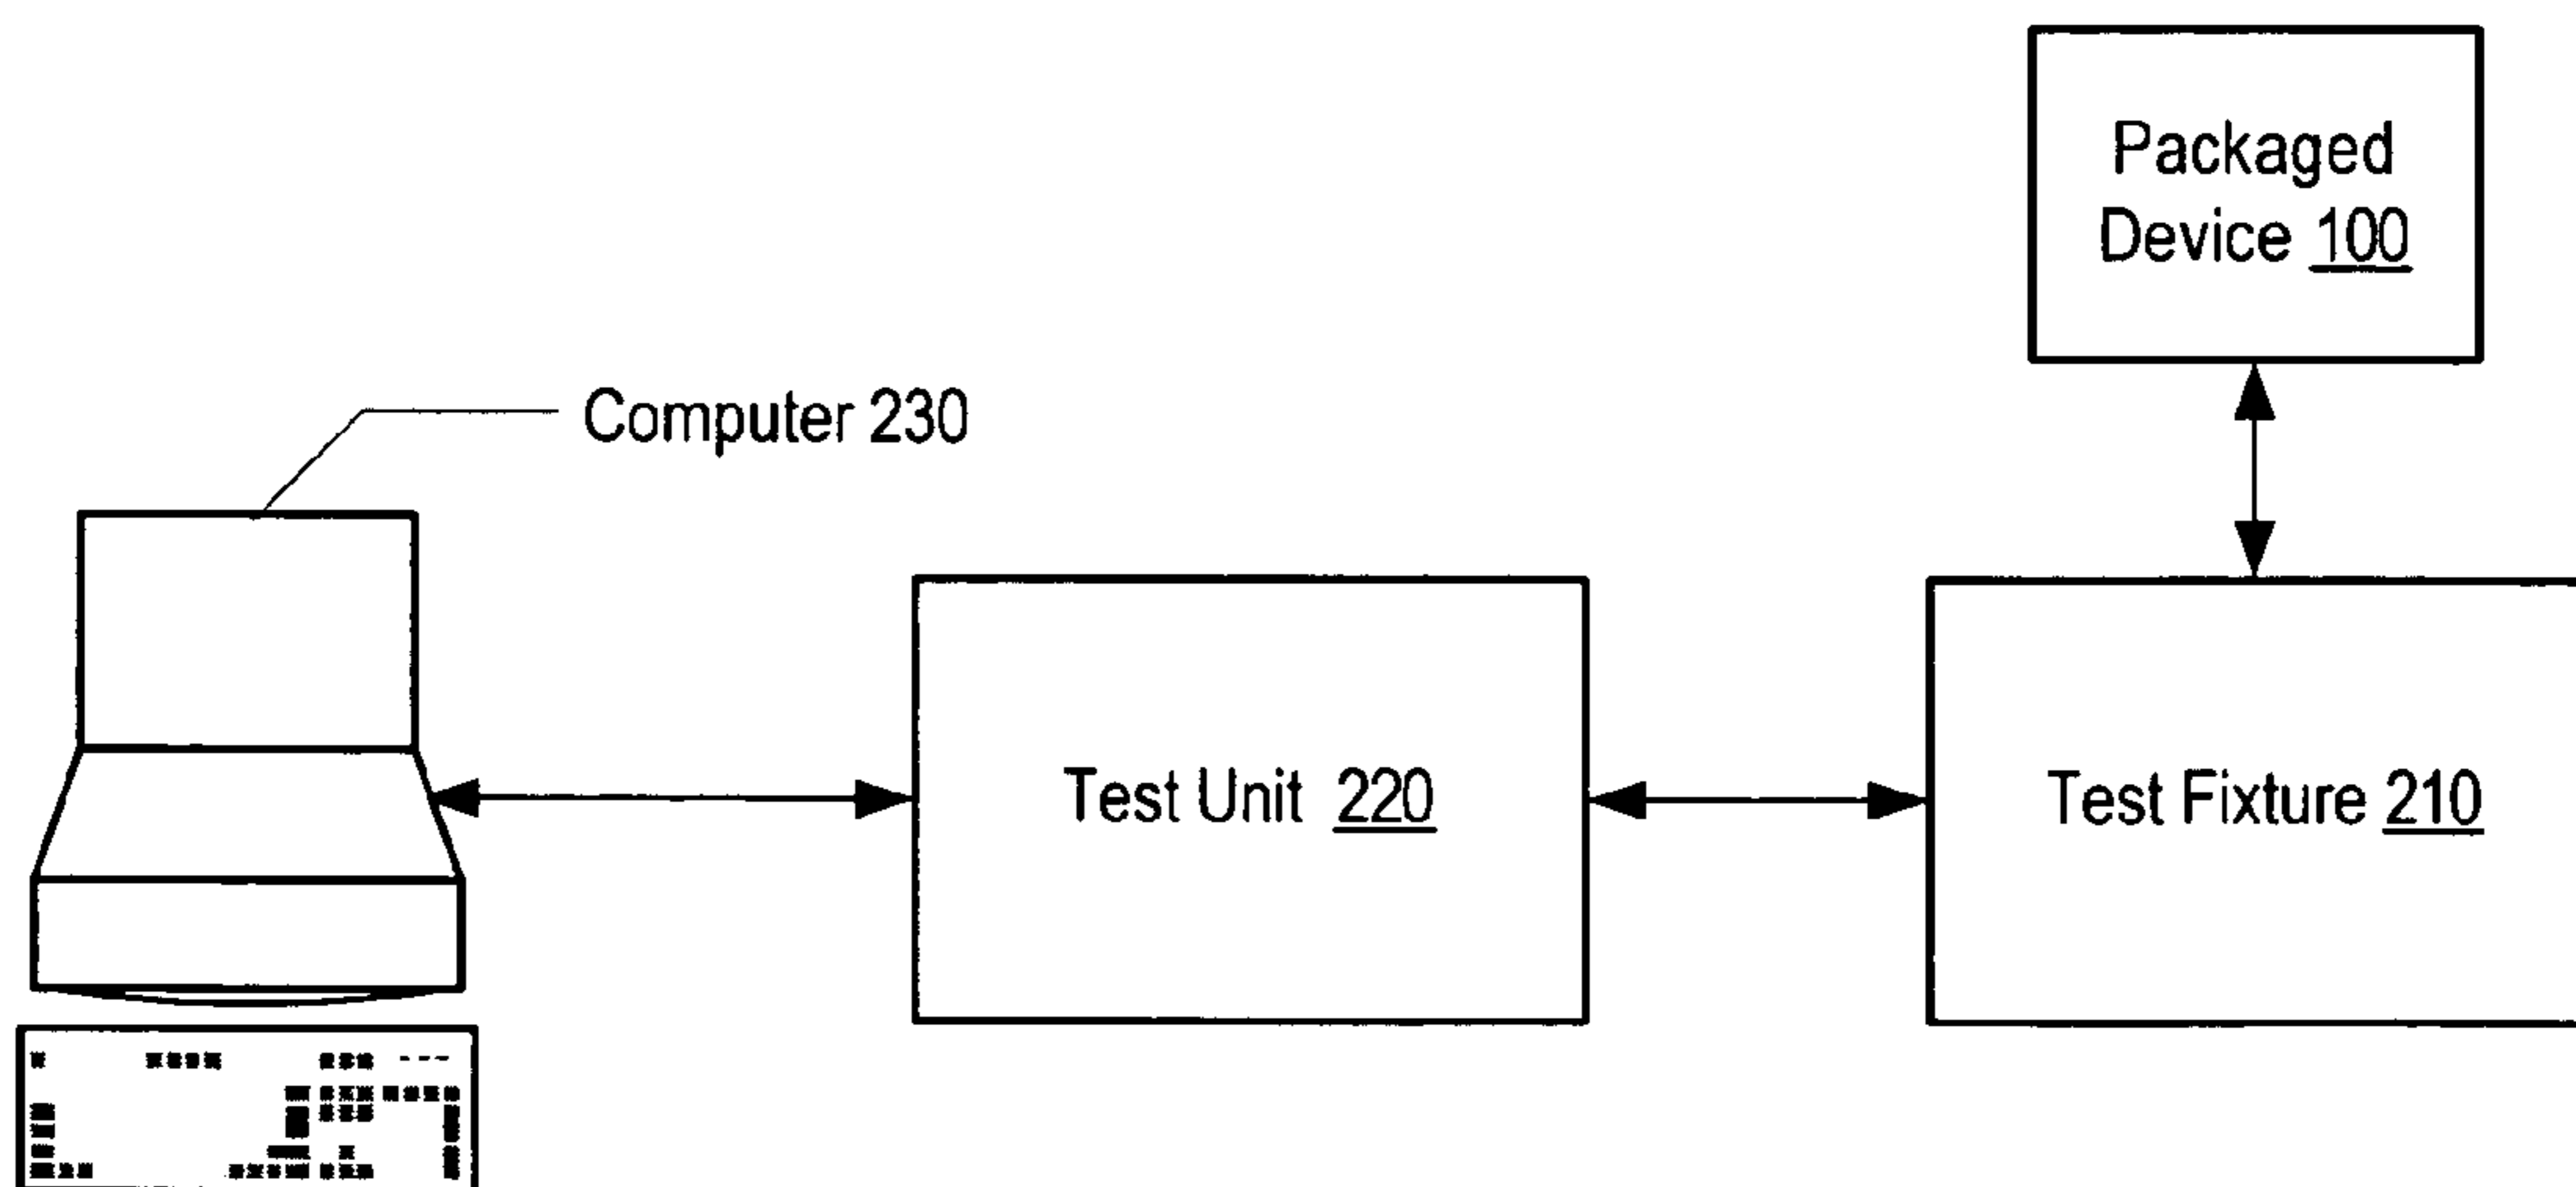 Packaged
Device 100
Computer 230
Test Unit 220
Test Fixture 210